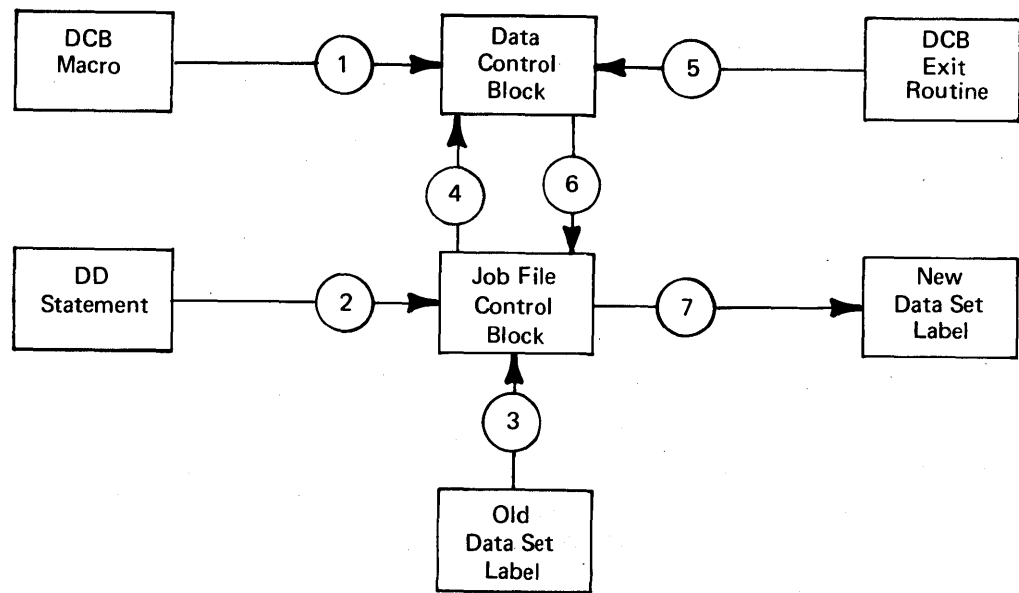 DCB
Macro
1
Data
Control
Block
5
DCB
Exit
Routine
4
6
DD
Statement
2
Job File
Control
Block
7
New
Data Set
Label
3
Old
Data Set
Label